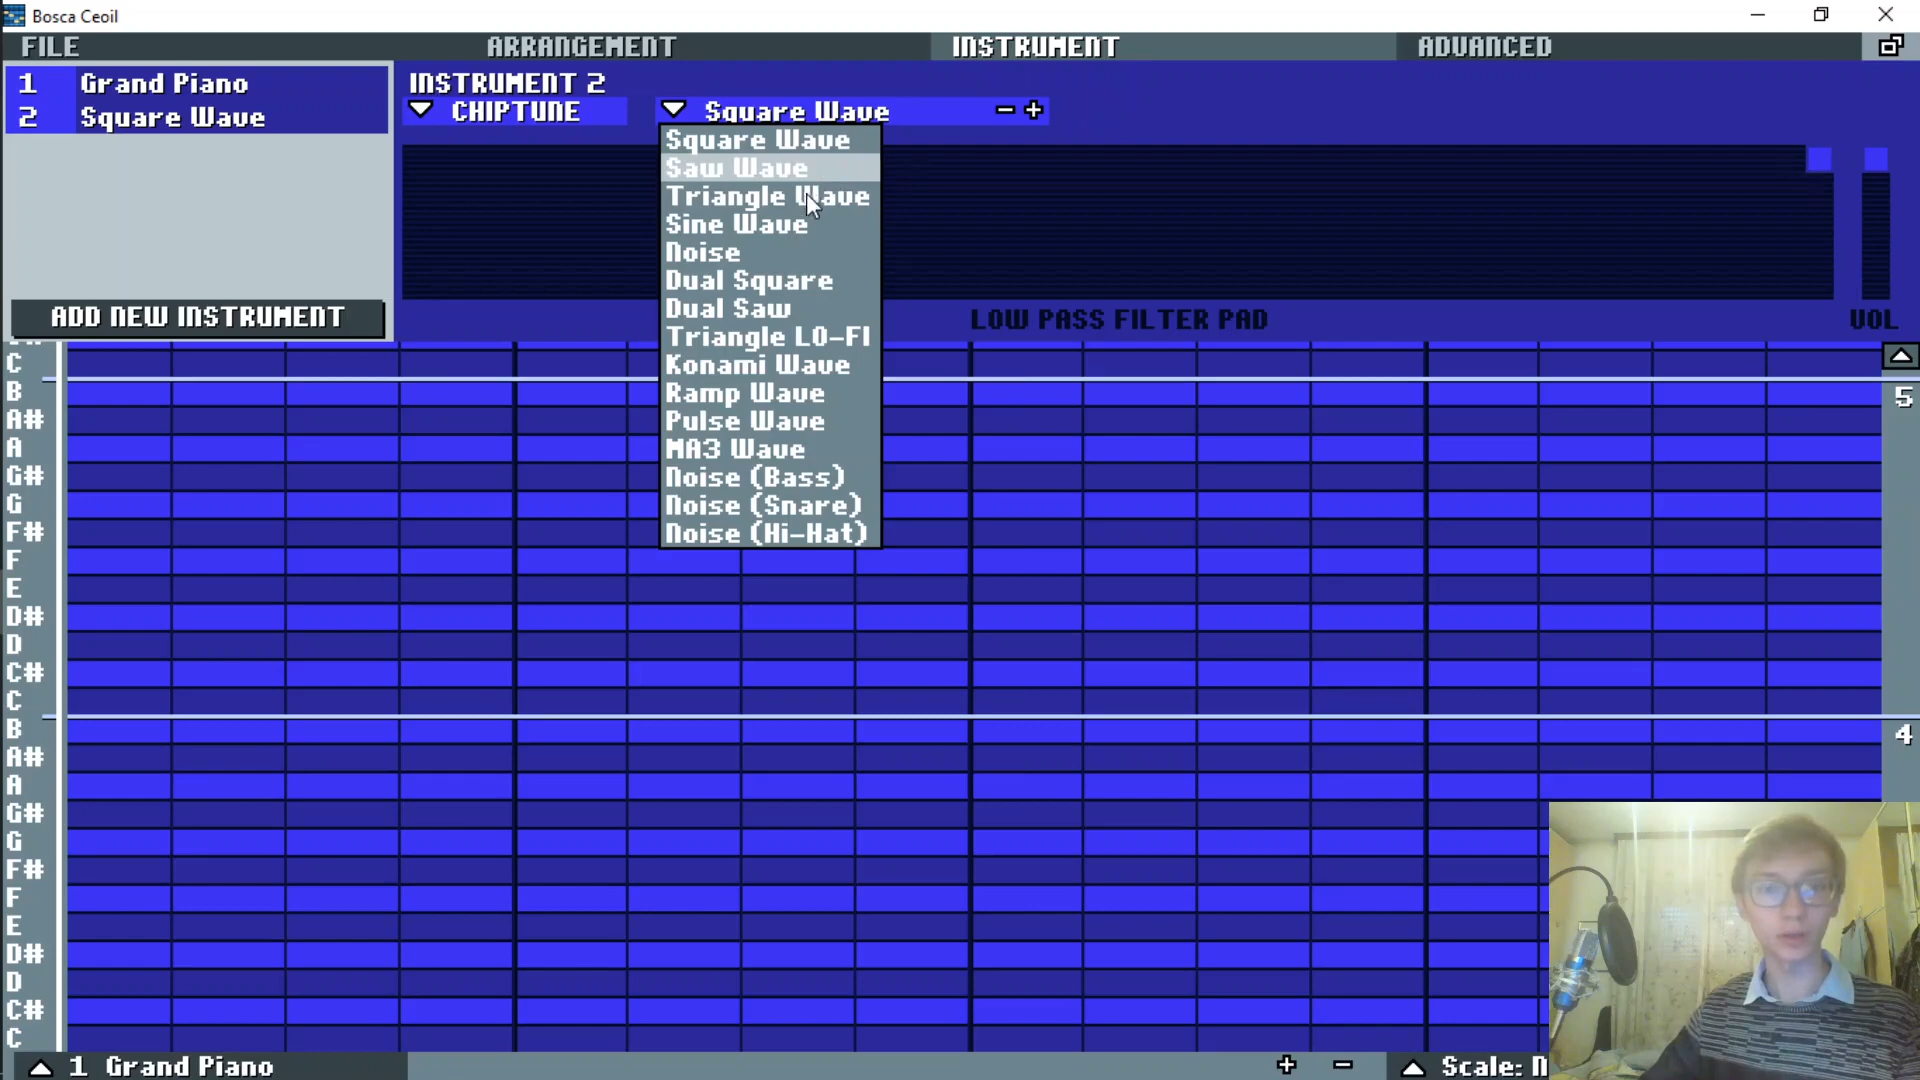 Bosca Ceoil
FILE ARRANGEMENT INSTRUMENT ADVANCED
1 Grand Piano
2 Square Wave
ADD NEW INSTRUMENT
INSTRUMENT 2
CHIPTUNE Square Wave - +
Square Wave
Saw Wave
Triangle Wave
Sine Wave
Noise
Dual Square
Dual Saw
Triangle LO-FI
Konami Wave
Ramp Wave
Pulse Wave
MA3 Wave
Noise (Bass)
Noise (Snare)
Noise (Hi-Hat)
LOW PASS FILTER PAD VOL
C
B 5
A#
A
G#
G
F#
F
E
D#
D
C#
C
B 4
A#
A
G#
G
F#
F
E
D#
D
C#
C
1 Grand Piano + - Scale: N